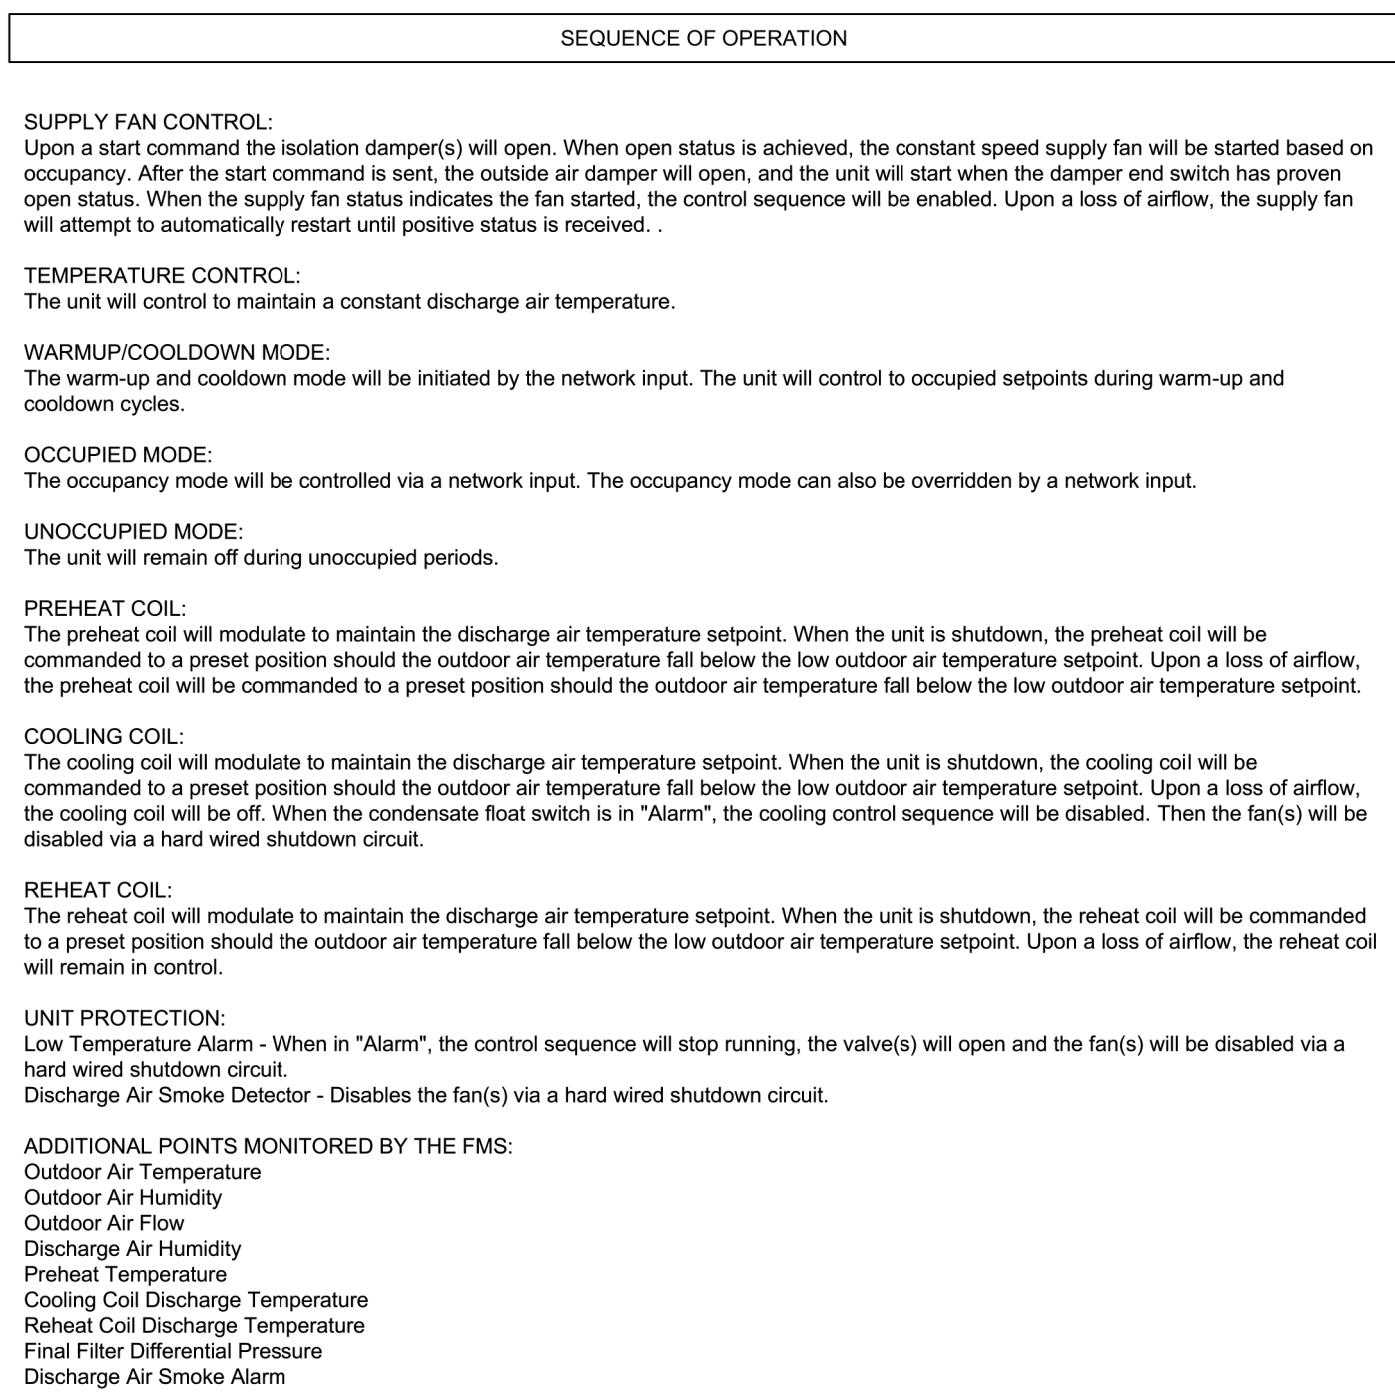 SEQUENCE OF OPERATION
SUPPLY FAN CONTROL:
Upon a start command the isolation damper(s) will open. When open status is achieved, the constant speed supply fan will be started based on
occupancy. After the start command is sent, the outside air damper will open, and the unit will start when the damper end switch has proven
open status. When the supply fan status indicates the fan started, the control sequence will be enabled. Upon a loss of airflow, the supply fan
will attempt to automatically restart until positive status is received. .
TEMPERATURE CONTROL:
The unit will control to maintain a constant discharge air temperature.
WARMUP/COOLDOWN MODE:
The warm-up and cooldown mode will be initiated by the network input. The unit will control to occupied setpoints during warm-up and
cooldown cycles.
OCCUPIED MODE:
The occupancy mode will be controlled via a network input. The occupancy mode can also be overridden by a network input.
UNOCCUPIED MODE:
The unit will remain off during unoccupied periods.
PREHEAT COIL:
The preheat coil will modulate to maintain the discharge air temperature setpoint. When the unit is shutdown, the preheat coil will be
commanded to a preset position should the outdoor air temperature fall below the low outdoor air temperature setpoint. Upon a loss of airflow,
the preheat coil will be commanded to a preset position should the outdoor air temperature fall below the low outdoor air temperature setpoint.
COOLING COIL:
The cooling coil will modulate to maintain the discharge air temperature setpoint. When the unit is shutdown, the cooling coil will be
commanded to a preset position should the outdoor air temperature fall below the low outdoor air temperature setpoint. Upon a loss of airflow,
the cooling coil will be off. When the condensate float switch is in "Alarm", the cooling control sequence will be disabled. Then the fan(s) will be
disabled via a hard wired shutdown circuit.
REHEAT COIL:
The reheat coil will modulate to maintain the discharge air temperature setpoint. When the unit is shutdown, the reheat coil will be commanded
to a preset position should the outdoor air temperature fall below the low outdoor air temperature setpoint. Upon a loss of airflow, the reheat coil
will remain in control.
UNIT PROTECTION:
Low Temperature Alarm - When in "Alarm", the control sequence will stop running, the valve(s) will open and the fan(s) will be disabled via a
hard wired shutdown circuit.
Discharge Air Smoke Detector - Disables the fan(s) via a hard wired shutdown circuit.
ADDITIONAL POINTS MONITORED BY THE FMS:
Outdoor Air Temperature
Outdoor Air Humidity
Outdoor Air Flow
Discharge Air Humidity
Preheat Temperature
Cooling Coil Discharge Temperature
Reheat Coil Discharge Temperature
Final Filter Differential Pressure
Discharge Air Smoke Alarm